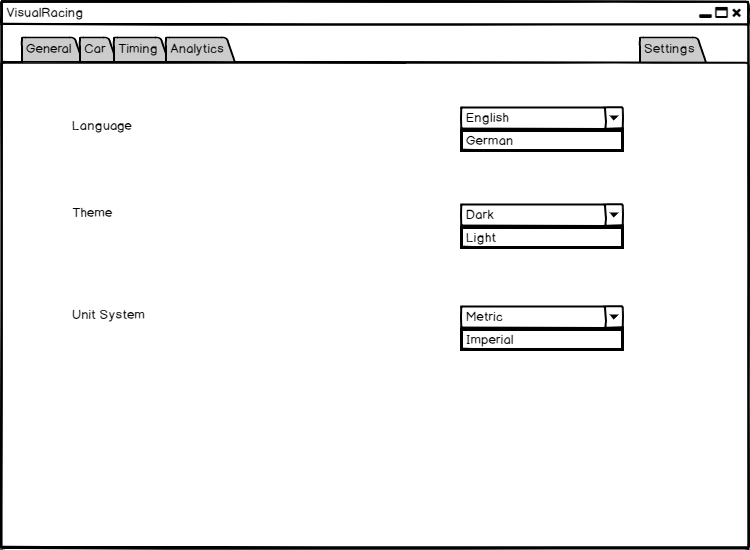 VisualRacing
General Car Timing Analytics Settings
Language
English
German
Theme
Dark
Light
Unit System
Metric
Imperial